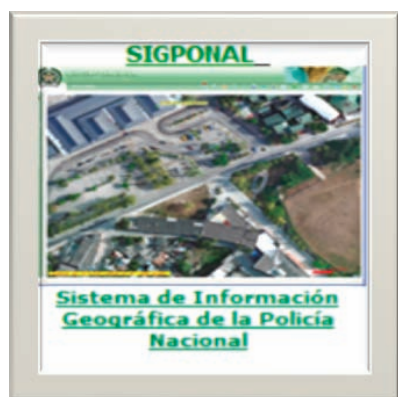 SIGPONAL
Sistema de Información
Geográfica de la Policía
Nacional